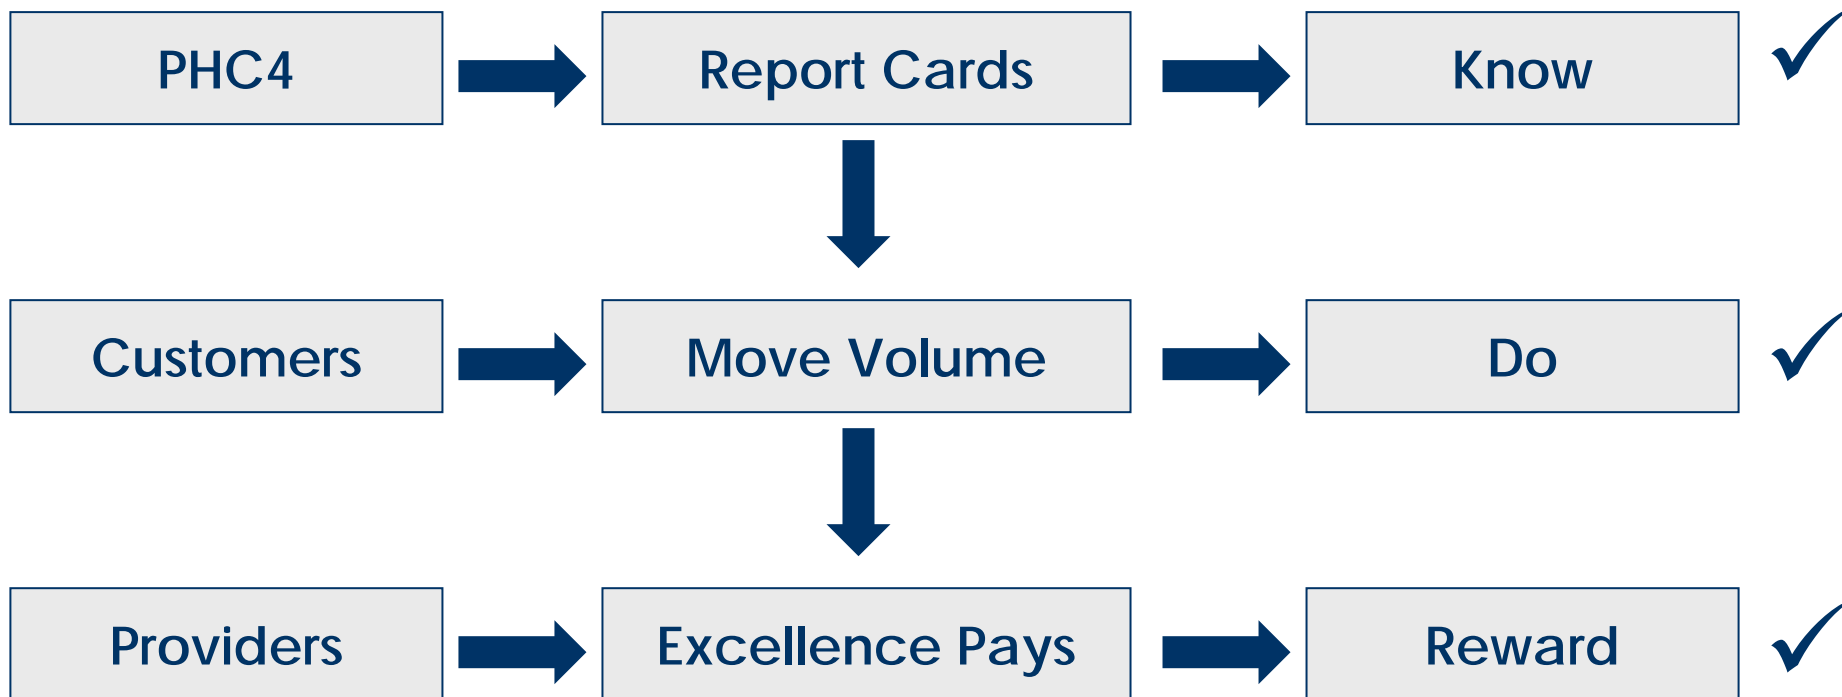 PHC4
Report Cards
Know
Customers
Move Volume
Do
Providers
Excellence Pays
Reward